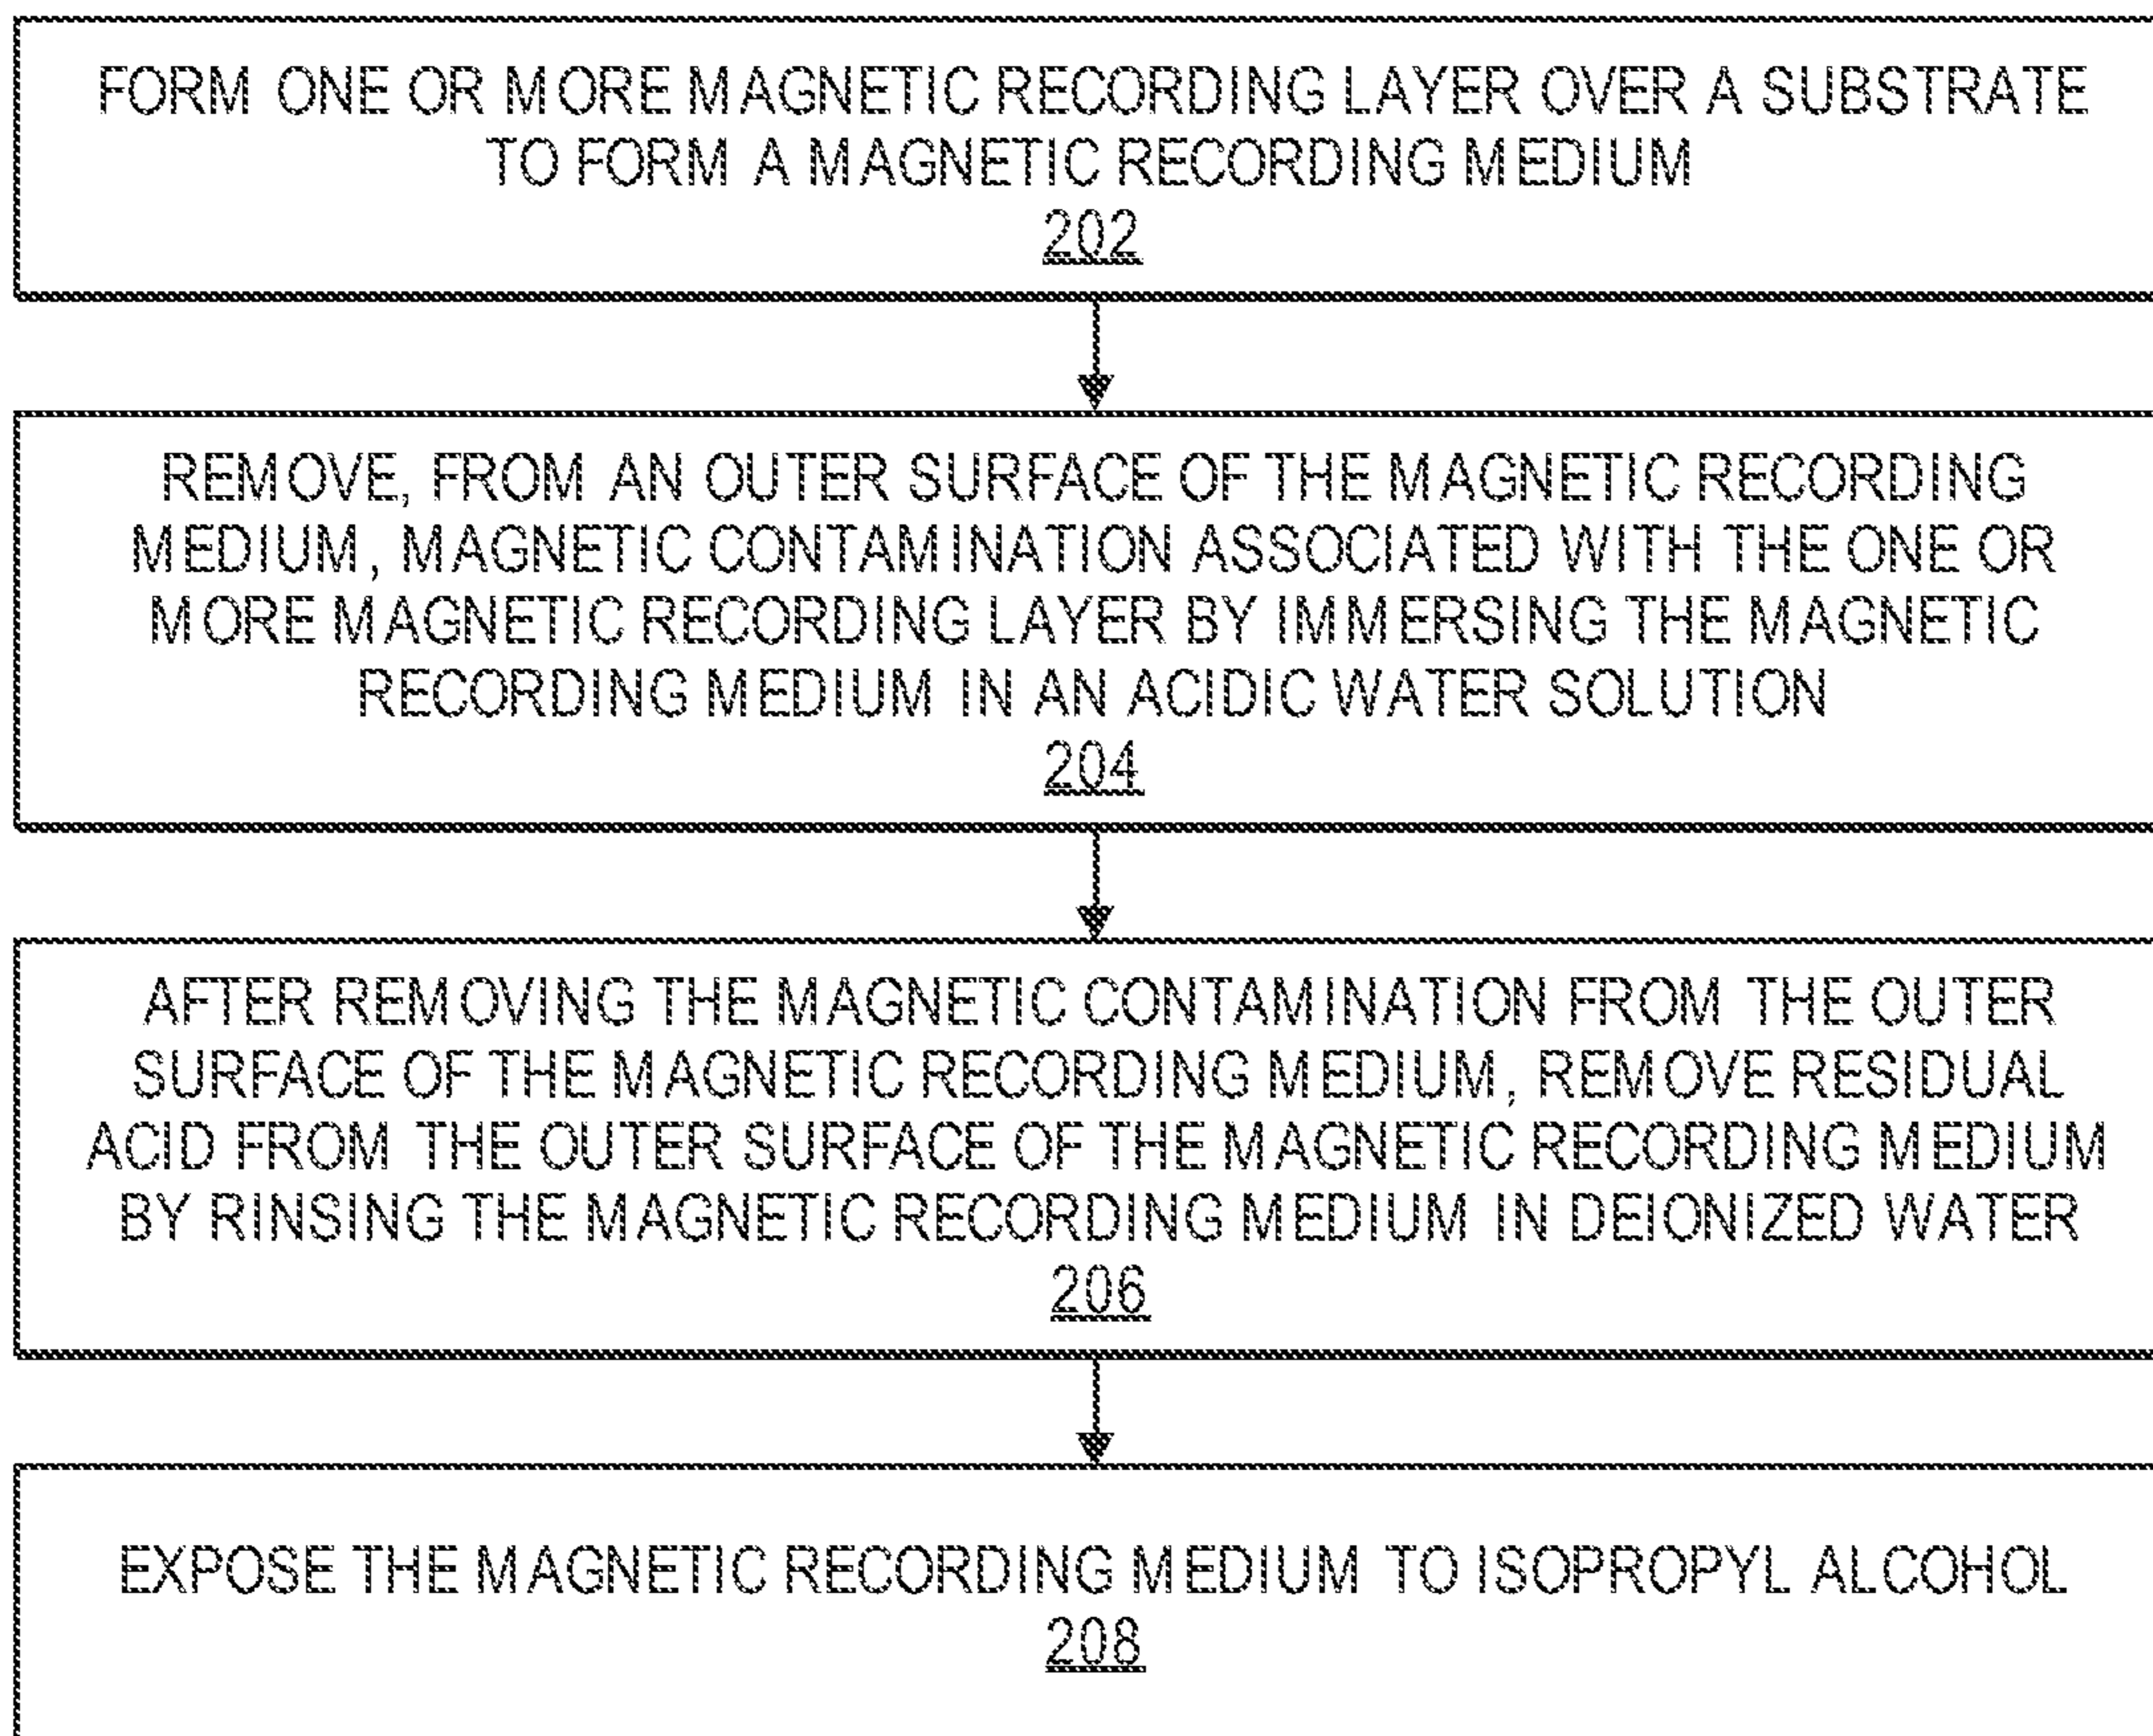 FORM ONE OR MORE MAGNETIC RECORDING LAYER OVER A SUBSTRATE
TO FORM A MAGNETIC RECORDING MEDIUM
202
REMOVE, FROM AN OUTER SURFACE OF THE MAGNETIC RECORDING
MEDIUM, MAGNETIC CONTAMINATION ASSOCIATED WITH THE ONE OR
MORE MAGNETIC RECORDING LAYER BY IMMERSING THE MAGNETIC
RECORDING MEDIUM IN AN ACIDIC WATER SOLUTION
204
AFTER REMOVING THE MAGNETIC CONTAMINATION FROM THE OUTER
SURFACE OF THE MAGNETIC RECORDING MEDIUM, REMOVE RESIDUAL
ACID FROM THE OUTER SURFACE OF THE MAGNETIC RECORDING MEDIUM
BY RINSING THE MAGNETIC RECORDING MEDIUM IN DEIONIZED WATER
206
EXPOSE THE MAGNETIC RECORDING MEDIUM TO ISOPROPYL ALCOHOL
208